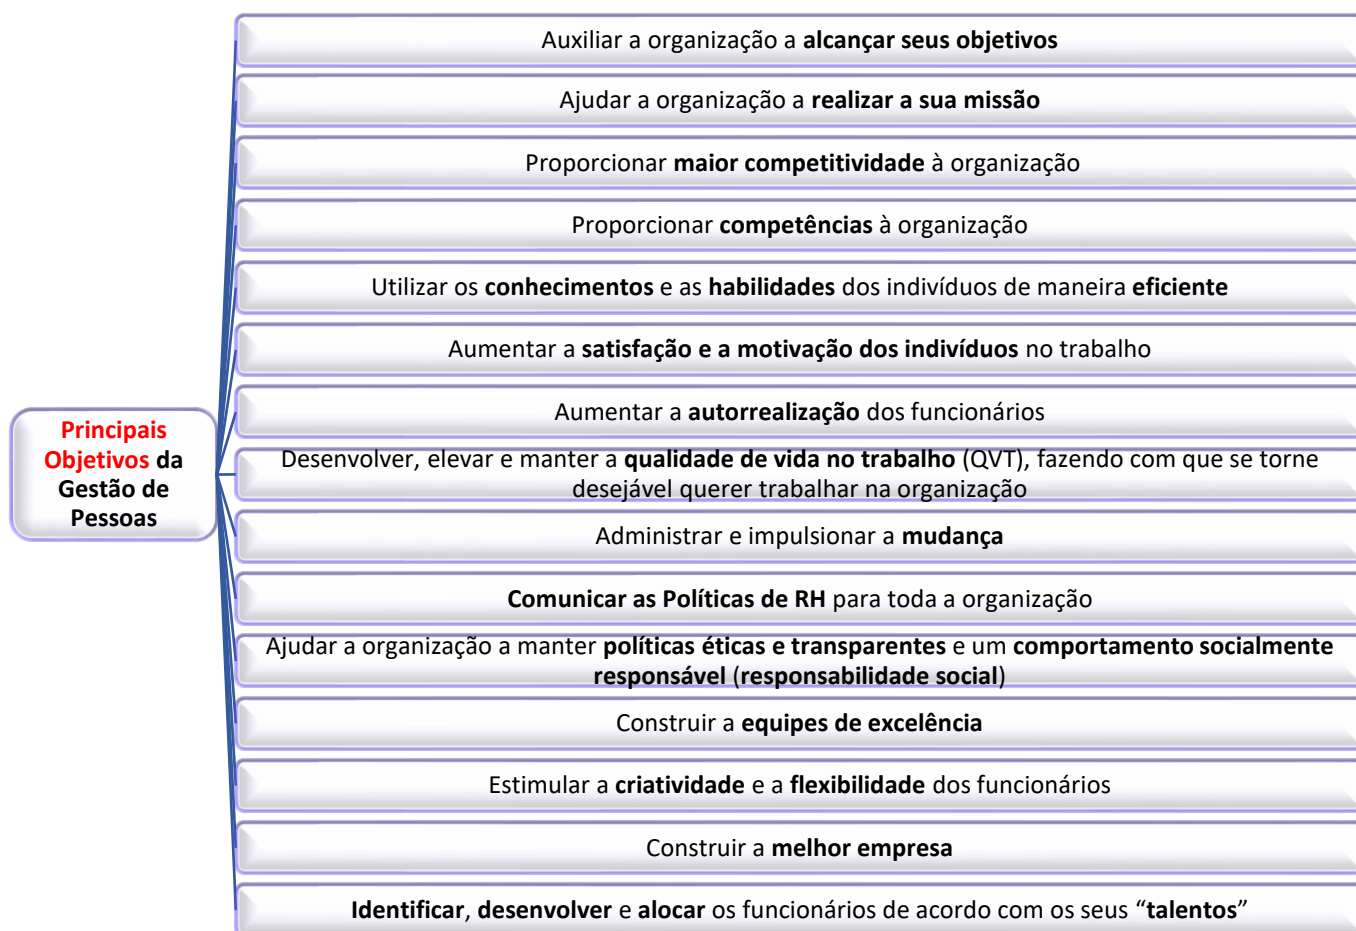 Auxiliar a organização a alcançar seus objetivos
Ajudar a organização a realizar a sua missão
Proporcionar maior competitividade à organização
Proporcionar competências à organização
Utilizar os conhecimentos e as habilidades dos indivíduos de maneira eficiente
Aumentar a satisfação e a motivação dos indivíduos no trabalho
Aumentar a autorrealização dos funcionários
Principais
Objetivos da
Gestão de
Pessoas
Desenvolver, elevar e manter a qualidade de vida no trabalho (QVT), fazendo com que se torne
desejável querer trabalhar na organização
Administrar e impulsionar a mudança
Comunicar as Políticas de RH para toda a organização
Ajudar a organização a manter políticas éticas e transparentes e um comportamento socialmente
responsável (responsabilidade social)
Construir a equipes de excelência
Estimular a criatividade e a flexibilidade dos funcionários
Construir a melhor empresa
Identificar, desenvolver e alocar os funcionários de acordo com os seus “talentos”